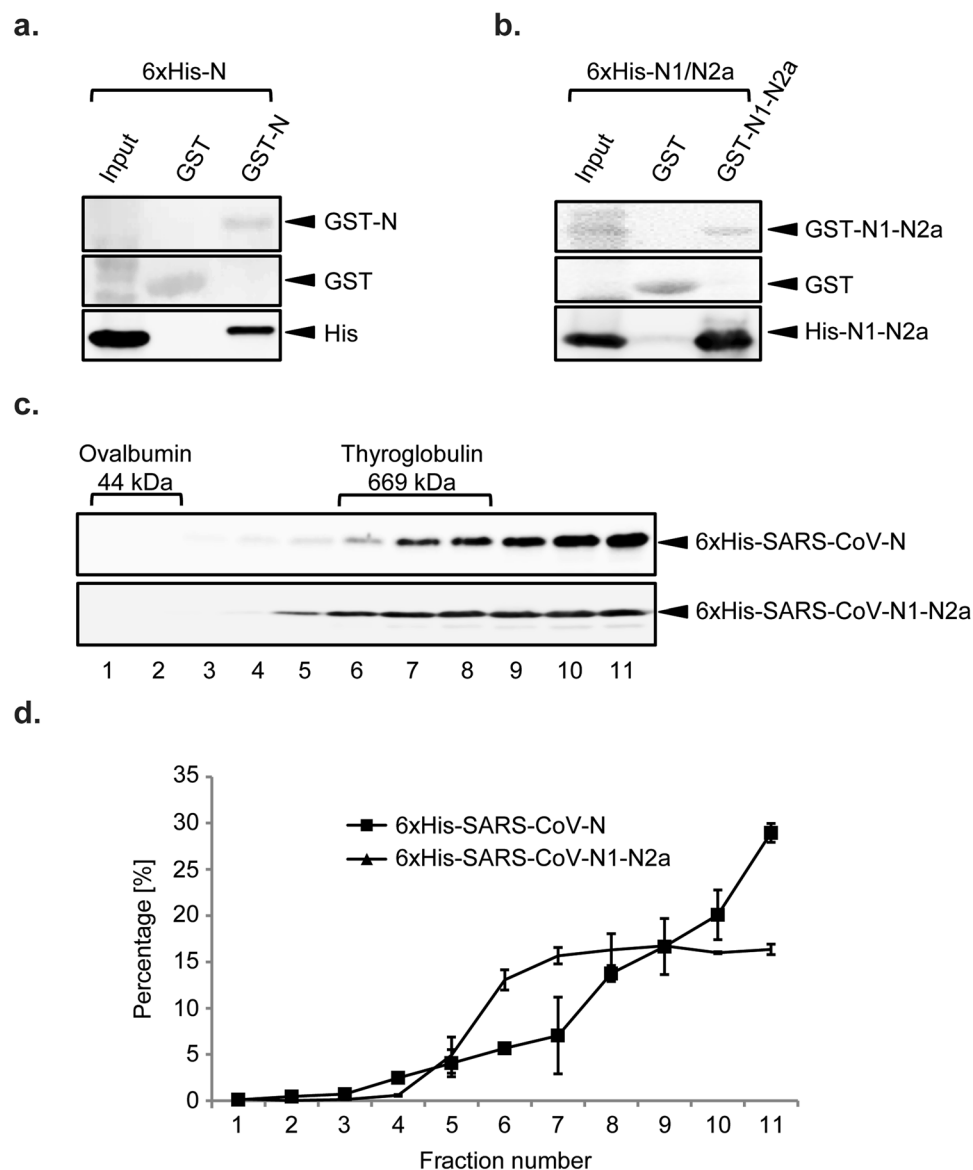 a.
6xHis-N
Input GST GST-N
GST-N
GST
His
b.
6xHis-N1/N2a
Input GST GST-N1-N2a
GST-N1-N2a
GST
His-N1-N2a
c.
Ovalbumin
44 kDa
Thyroglobulin
669 kDa
6xHis-SARS-CoV-N
6xHis-SARS-CoV-N1-N2a
1 2 3 4 5 6 7 8 9 10 11
d.
35
30
25
20
15
10
5
0
Percentage [%]
6xHis-SARS-CoV-N
6xHis-SARS-CoV-N1-N2a
1 2 3 4 5 6 7 8 9 10 11
Fraction number